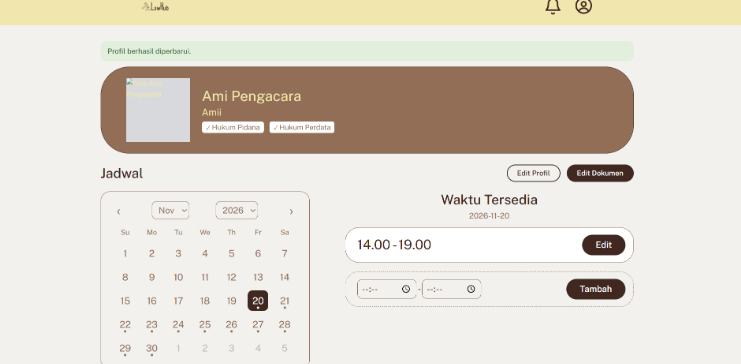 Profil berhasil diperbarui.
Ami Pengacara
Amii
✓ Hukum Pidana ✓ Hukum Perdata
Jadwal
Edit Profil Edit Dokumen
‹ Nov 2026 ›
Su Mo Tu We Th Fr Sa
1 2 3 4 5 6 7
8 9 10 11 12 13 14
15 16 17 18 19 20 21
22 23 24 25 26 27 28
29 30 1 2 3 4 5
Waktu Tersedia
2026-11-20
14.00 - 19.00 Edit
--:-- - --:-- Tambah